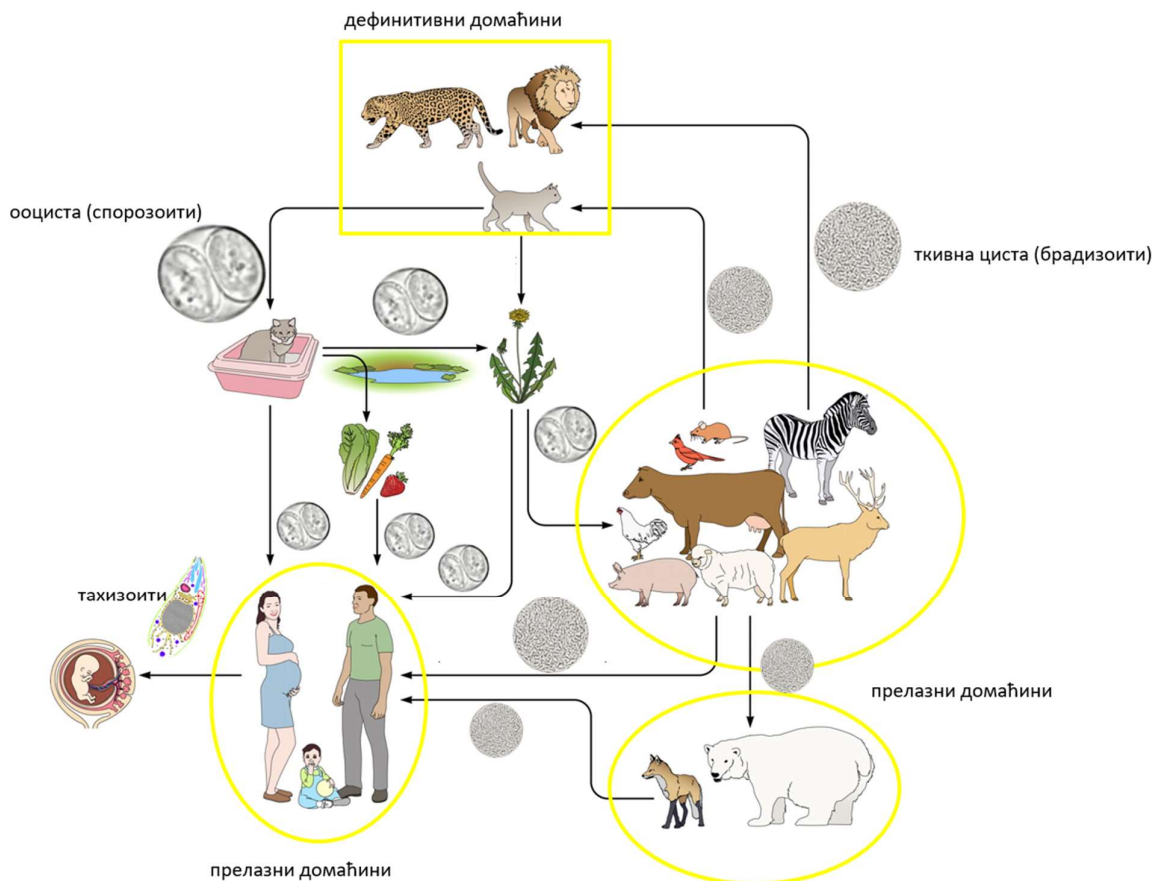 дефинитивни домаћини
ооциста (спорозоити)
ткивна циста (брадизоити)
тахизоити
прелазни домаћини
прелазни домаћини